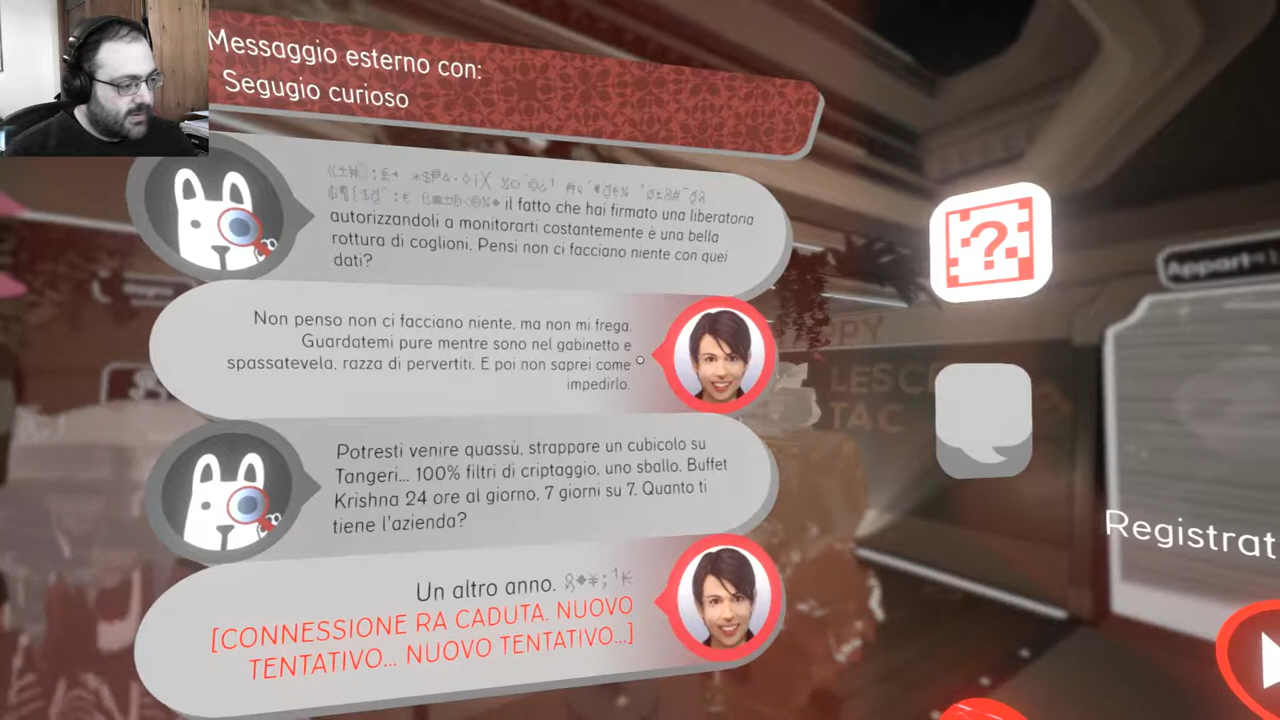 Messaggio esterno con:
Segugio curioso
il fatto che hai firmato una liberatoria
autorizzandoli a monitorarti costantemente è una bella
rottura di coglioni. Pensi non ci facciano niente con quei
dati?
Non penso non ci facciano niente, ma non mi frega.
Guardatemi pure mentre sono nel gabinetto e
spassatevela, razza di pervertiti. E poi non saprei come
impedirlo.
Potresti venire quassù, strappare un cubicolo su
Tangeri... 100% filtri di criptaggio, uno sballo. Buffet
Krishna 24 ore al giorno, 7 giorni su 7. Quanto ti
tiene l'azienda?
Un altro anno.
[CONNESSIONE RA CADUTA. NUOVO
TENTATIVO... NUOVO TENTATIVO...]
?
Appart
PPY
LESC
TAC
Registrat